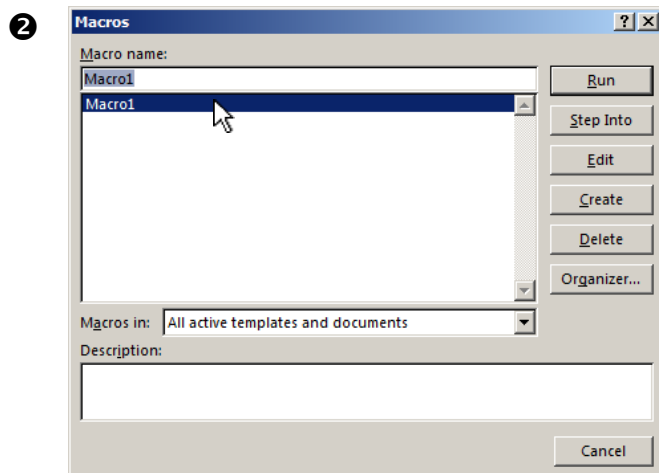 ❷
Macros
Macro name:
Macro1
Macro1
Run
Step Into
Edit
Create
Delete
Organizer...
Macros in: All active templates and documents
Description:
Cancel